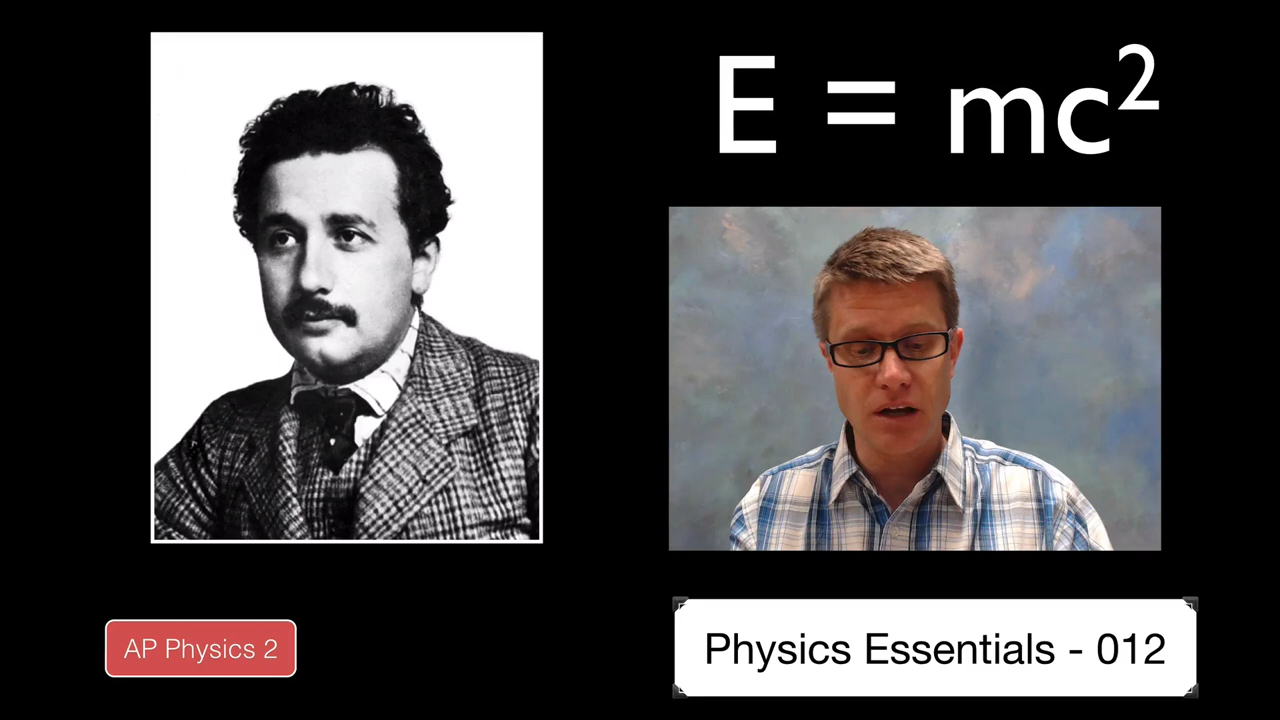 E = mc²
AP Physics 2
Physics Essentials - 012